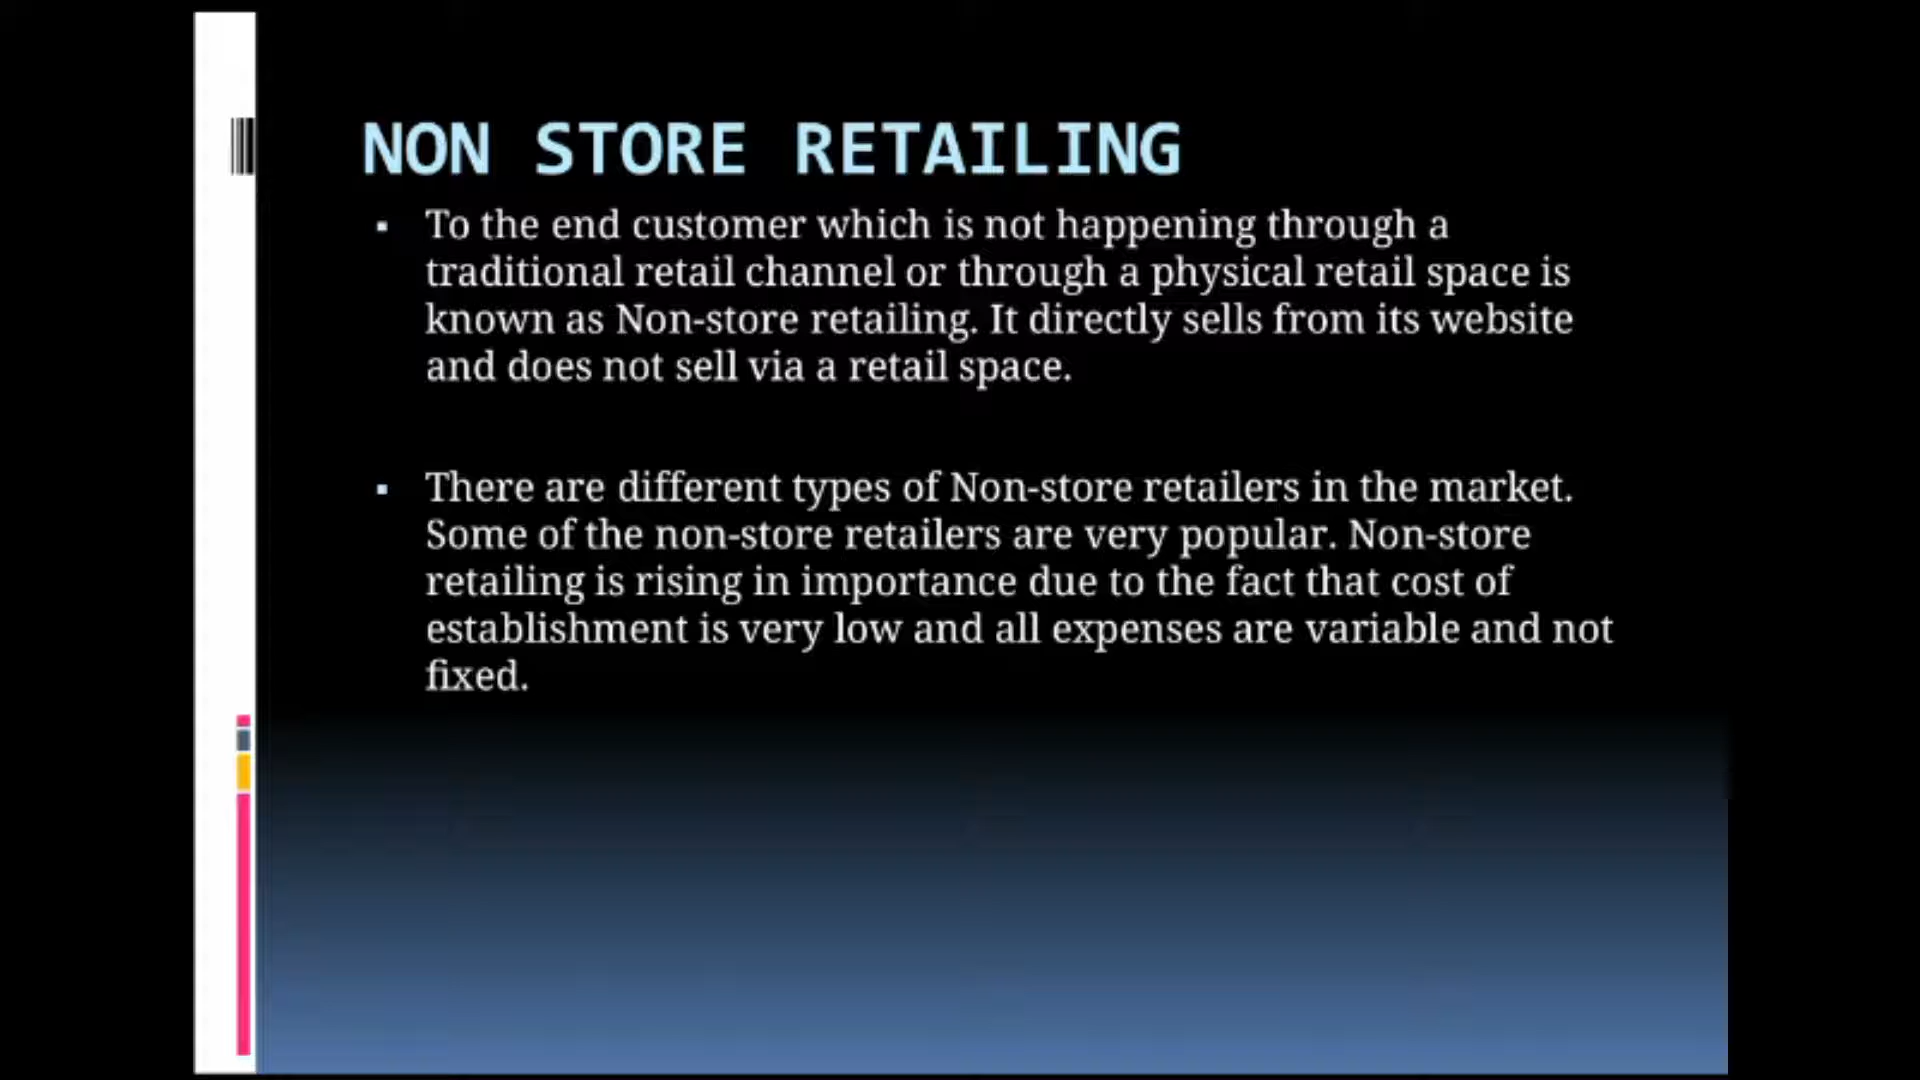 NON STORE RETAILING
▪ To the end customer which is not happening through a
traditional retail channel or through a physical retail space is
known as Non-store retailing. It directly sells from its website
and does not sell via a retail space.
▪ There are different types of Non-store retailers in the market.
Some of the non-store retailers are very popular. Non-store
retailing is rising in importance due to the fact that cost of
establishment is very low and all expenses are variable and not
fixed.